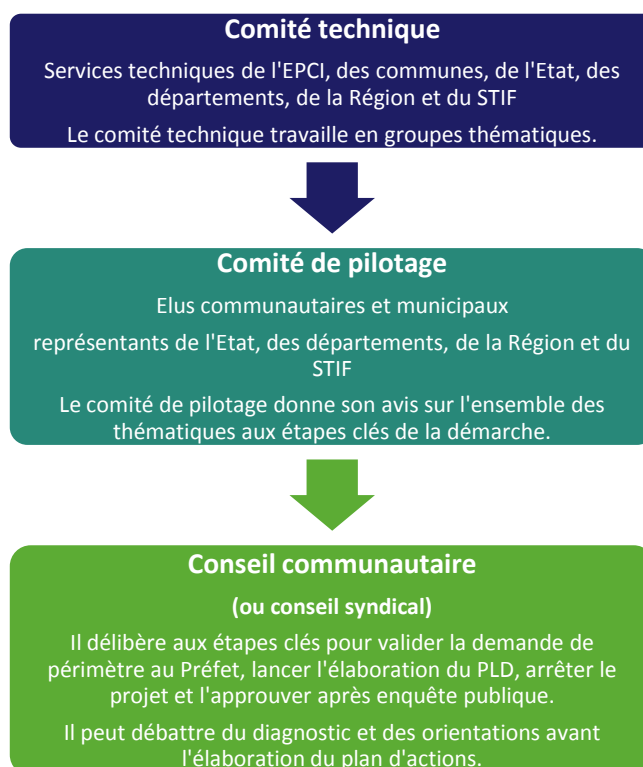 Comité technique
Services techniques de l'EPCI, des communes, de l'Etat, des
départements, de la Région et du STIF
Le comité technique travaille en groupes thématiques.
Comité de pilotage
Elus communautaires et municipaux
représentants de l'Etat, des départements, de la Région et du
STIF
Le comité de pilotage donne son avis sur l'ensemble des
thématiques aux étapes clés de la démarche.
Conseil communautaire
(ou conseil syndical)
Il délibère aux étapes clés pour valider la demande de
périmètre au Préfet, lancer l'élaboration du PLD, arrêter le
projet et l'approuver après enquête publique.
Il peut débattre du diagnostic et des orientations avant
l'élaboration du plan d'actions.